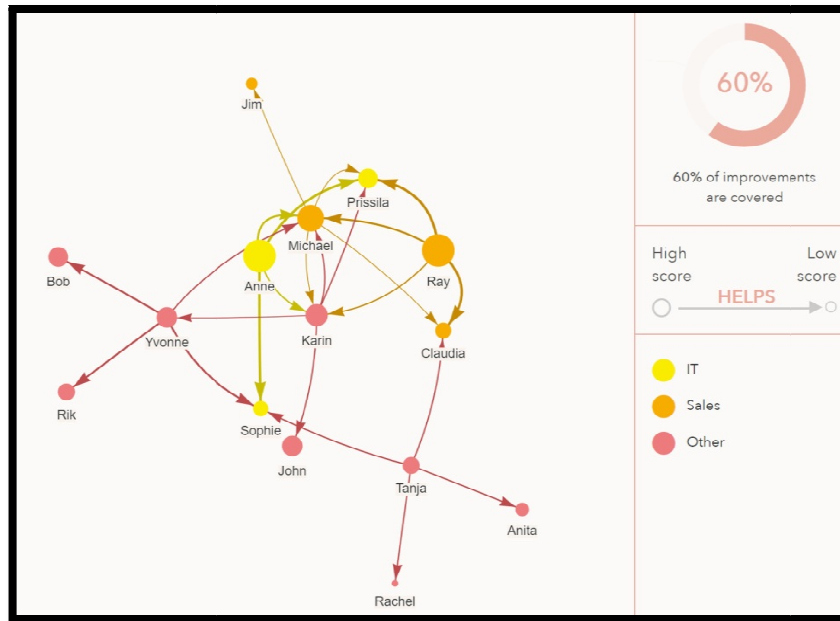 Jim
Prissila
Michael
Anne
Ray
Bob
Yvonne
Karin
Claudia
Rik
Sophie
John
Tanja
Anita
Rachel
60%
60% of improvements
are covered
High
score
Low
score
HELPS
IT
Sales
Other